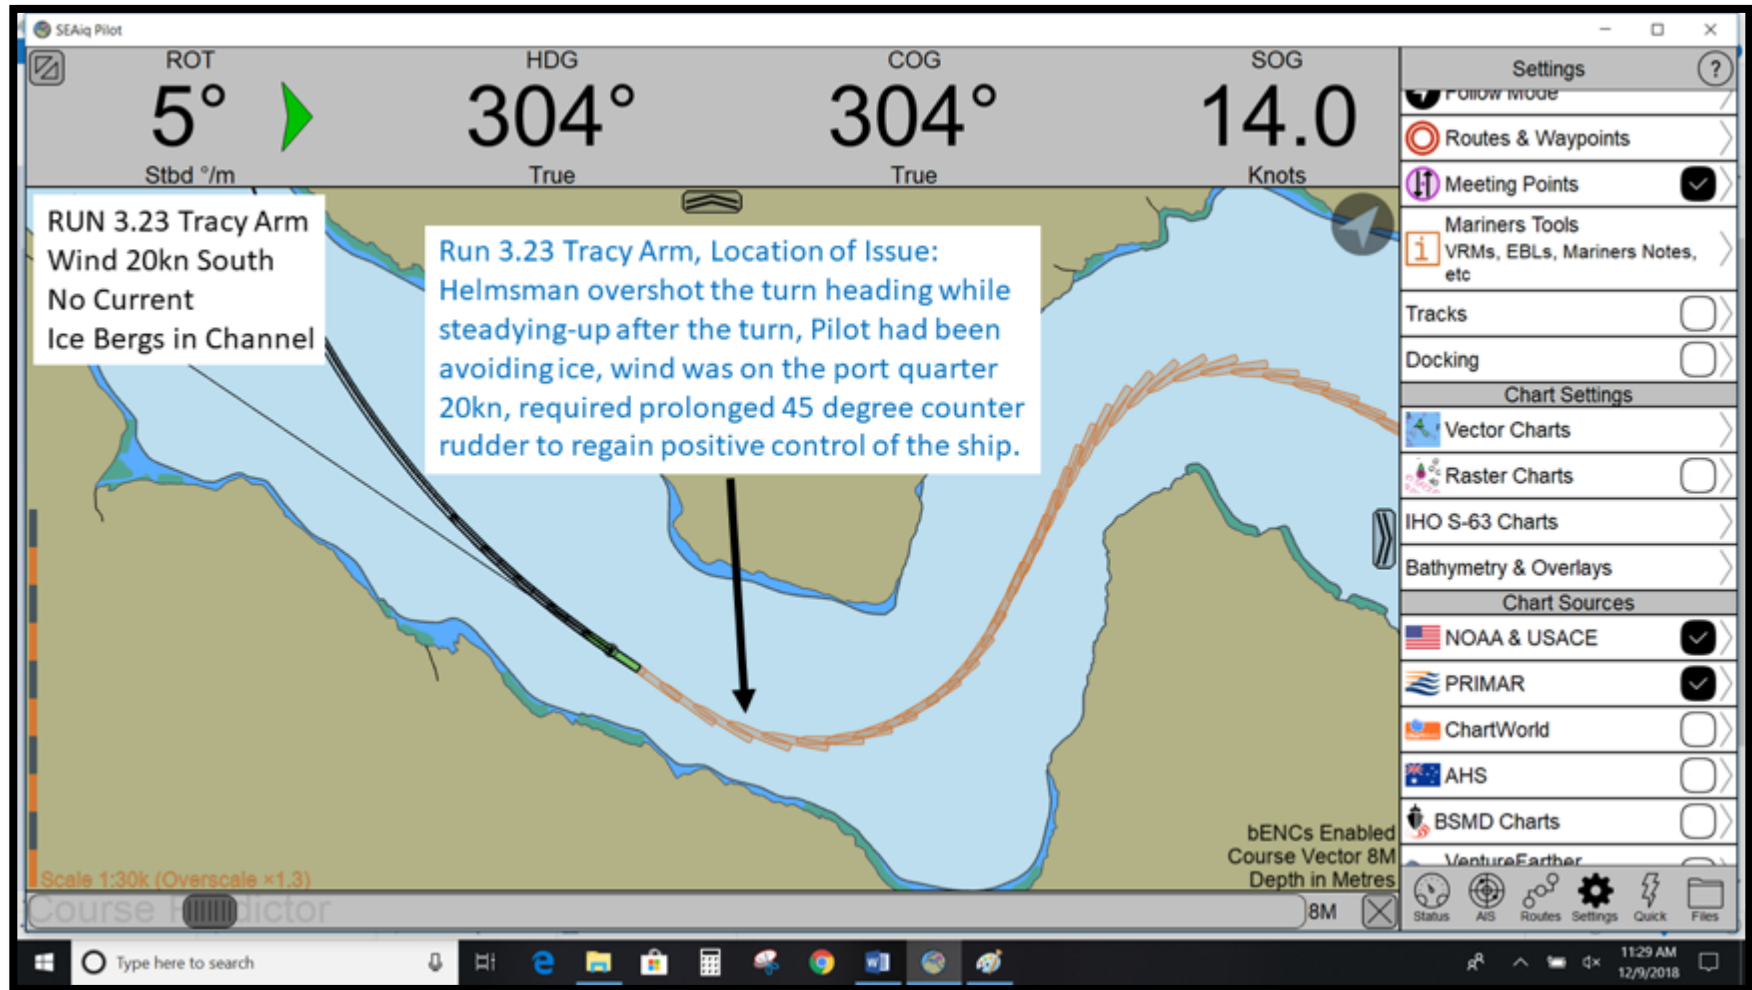 SEAiq Pilot
ROT
5°
Stbd °/m
HDG
304°
True
COG
304°
True
SOG
14.0
Knots
RUN 3.23 Tracy Arm
Wind 20kn South
No Current
Ice Bergs in Channel
Run 3.23 Tracy Arm, Location of Issue:
Helmsman overshot the turn heading while
steadying-up after the turn, Pilot had been
avoiding ice, wind was on the port quarter
20kn, required prolonged 45 degree counter
rudder to regain positive control of the ship.
bENCs Enabled
Course Vector 8M
Depth in Metres
Scale 1:30k (Overscale ×1.3)
Course
8M
Settings
?
Follow Mode
Routes & Waypoints
Meeting Points
Mariners Tools
VRMs, EBLs, Mariners Notes,
etc
Tracks
Docking
Chart Settings
Vector Charts
Raster Charts
IHO S-63 Charts
Bathymetry & Overlays
Chart Sources
NOAA & USACE
PRIMAR
ChartWorld
AHS
BSMD Charts
VentureFarther
Status AIS Routes Settings Quick Files
Type here to search
11:29 AM
12/9/2018